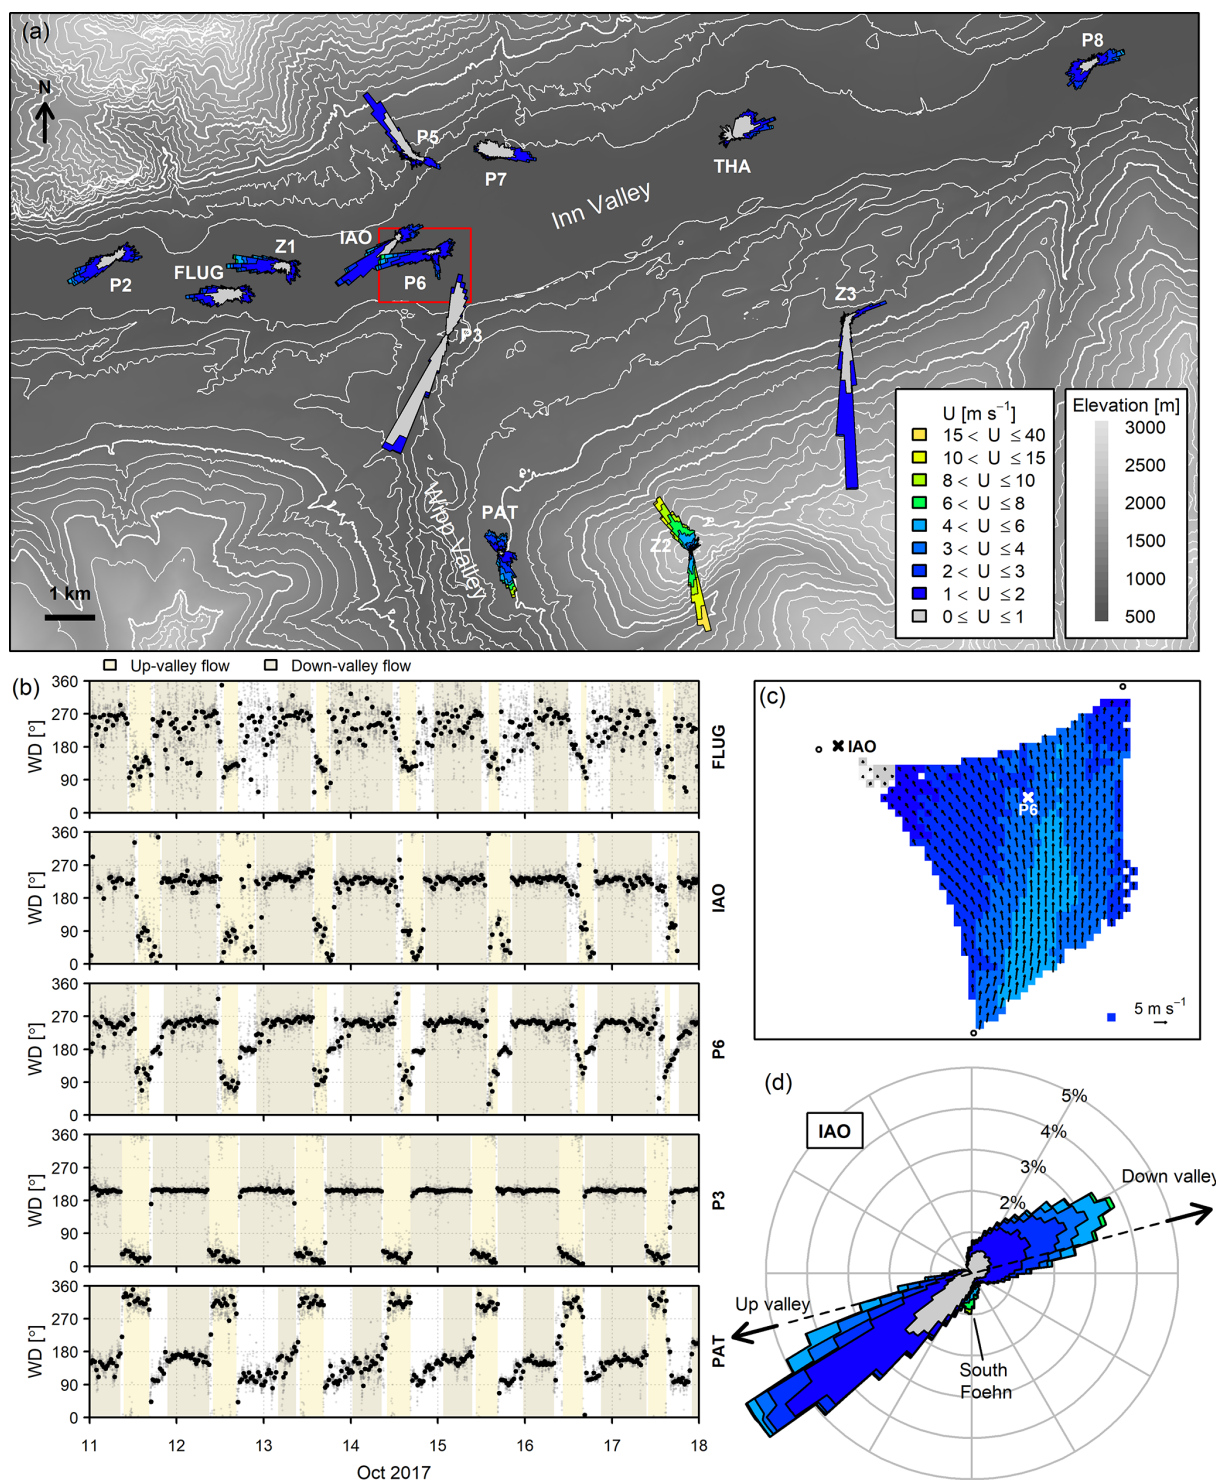 (a)
N
P8
P5
P7
THA
Inn Valley
IAO
Z1
P2
FLUG
P6
P3
Z3
Wipp Valley
PAT
Z2
1 km
U [m s⁻¹]
15 < U ≤ 40
10 < U ≤ 15
8 < U ≤ 10
6 < U ≤ 8
4 < U ≤ 6
3 < U ≤ 4
2 < U ≤ 3
1 < U ≤ 2
0 ≤ U ≤ 1
Elevation [m]
3000
2500
2000
1500
1000
500
(b)
Up-valley flow
Down-valley flow
360
270
180
90
0
WD [°]
FLUG
360
270
180
90
0
WD [°]
IAO
360
270
180
90
0
WD [°]
P6
360
270
180
90
0
WD [°]
P3
360
270
180
90
0
WD [°]
PAT
11 12 13 14 15 16 17 18
Oct 2017
(c)
IAO
P6
5 m s⁻¹
(d)
IAO
5%
4%
3%
2%
Down valley
Up valley
South
Foehn